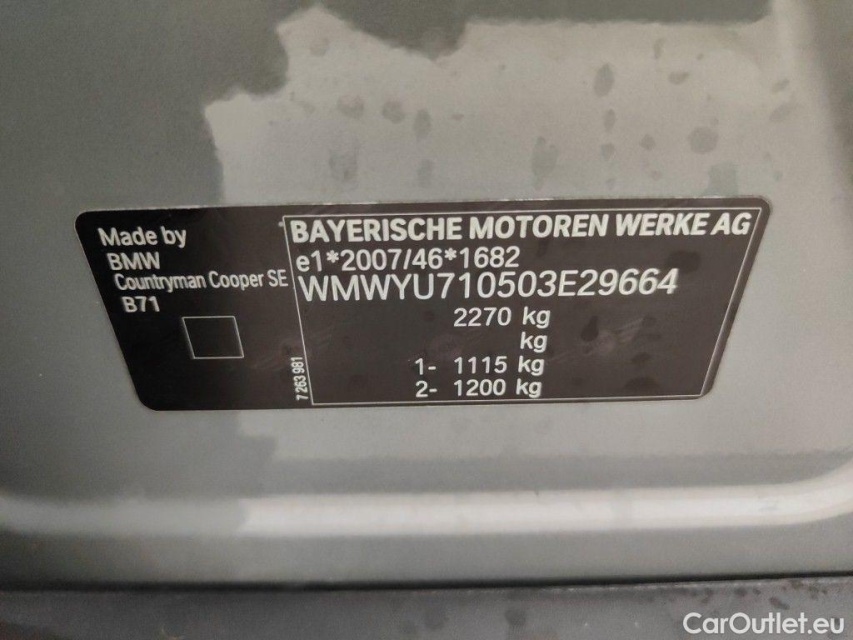 Made by
BMW
Countryman Cooper SE
B71
7 263 981
BAYERISCHE MOTOREN WERKE AG
e1*2007/46*1682
WMWYU710503E29664
2270 kg
kg
1- 1115 kg
2- 1200 kg
CarOutlet.eu